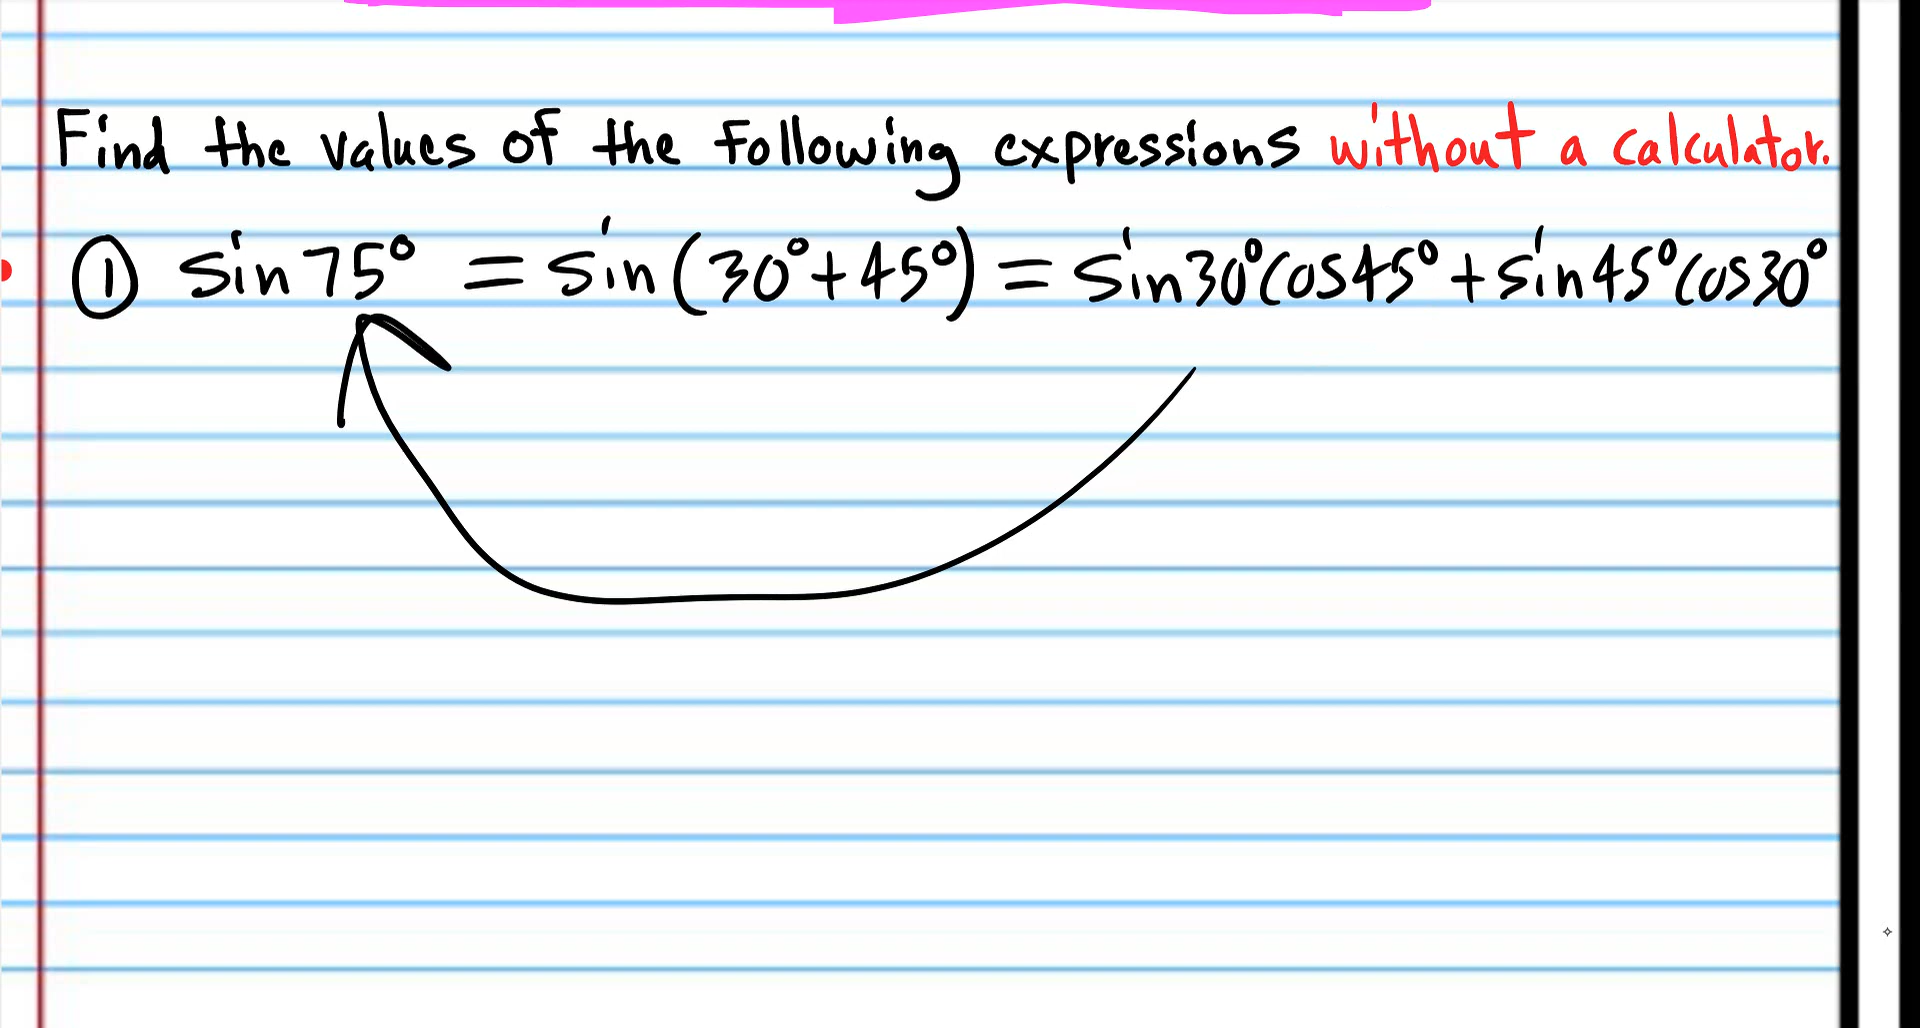 Find the values of the following expressions without a calculator.
① sin 75° = sin (30° + 45°) = sin 30° cos 45° + sin 45° cos 30°